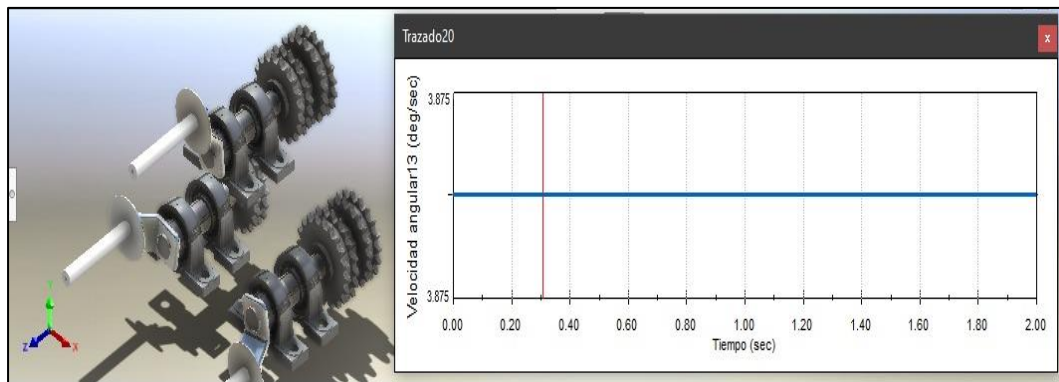 Trazado20
x
Velocidad angular13 (deg/sec)
3.875
3.875
0.00 0.20 0.40 0.60 0.80 1.00 1.20 1.40 1.60 1.80 2.00
Tiempo (sec)
Y
Z
X